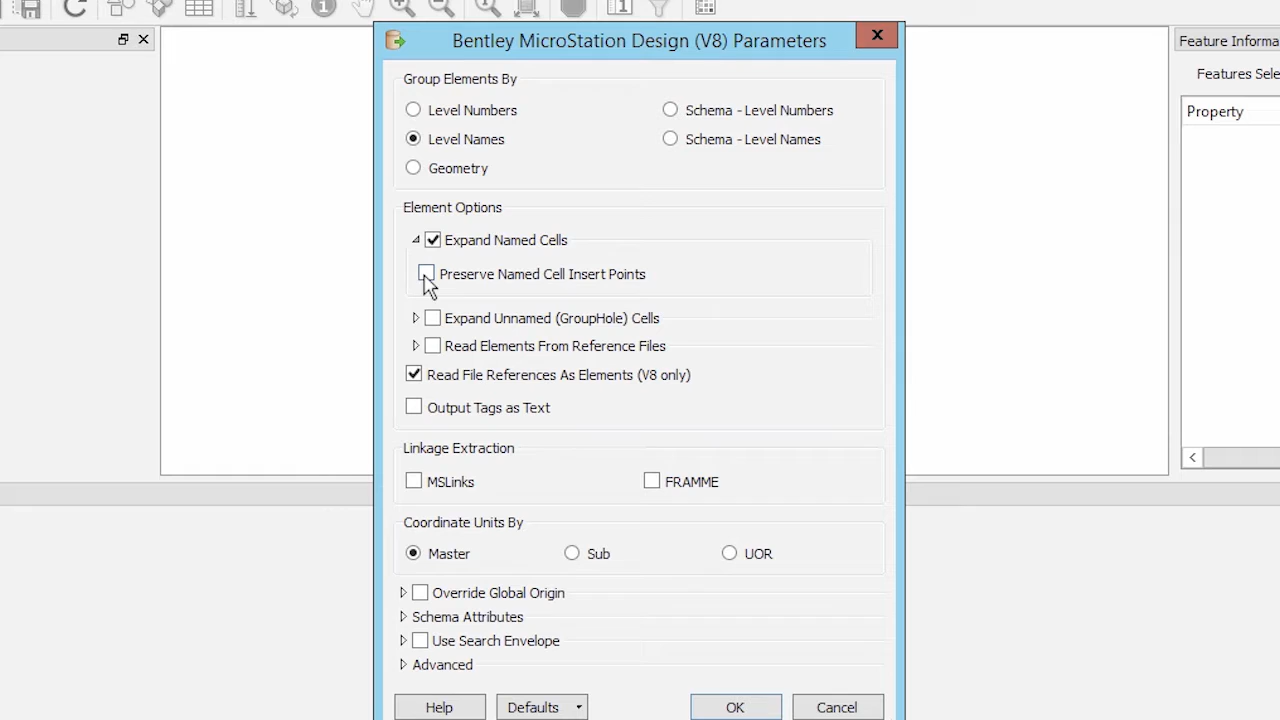 1
Bentley MicroStation Design (V8) Parameters
Feature Informa
Features Sele
Property
Group Elements By
Level Numbers
Schema - Level Numbers
Level Names
Schema - Level Names
Geometry
Element Options
Expand Named Cells
Preserve Named Cell Insert Points
Expand Unnamed (GroupHole) Cells
Read Elements From Reference Files
Read File References As Elements (V8 only)
Output Tags as Text
Linkage Extraction
MSLinks
FRAMME
Coordinate Units By
Master
Sub
UOR
Override Global Origin
Schema Attributes
Use Search Envelope
Advanced
Help
Defaults
OK
Cancel